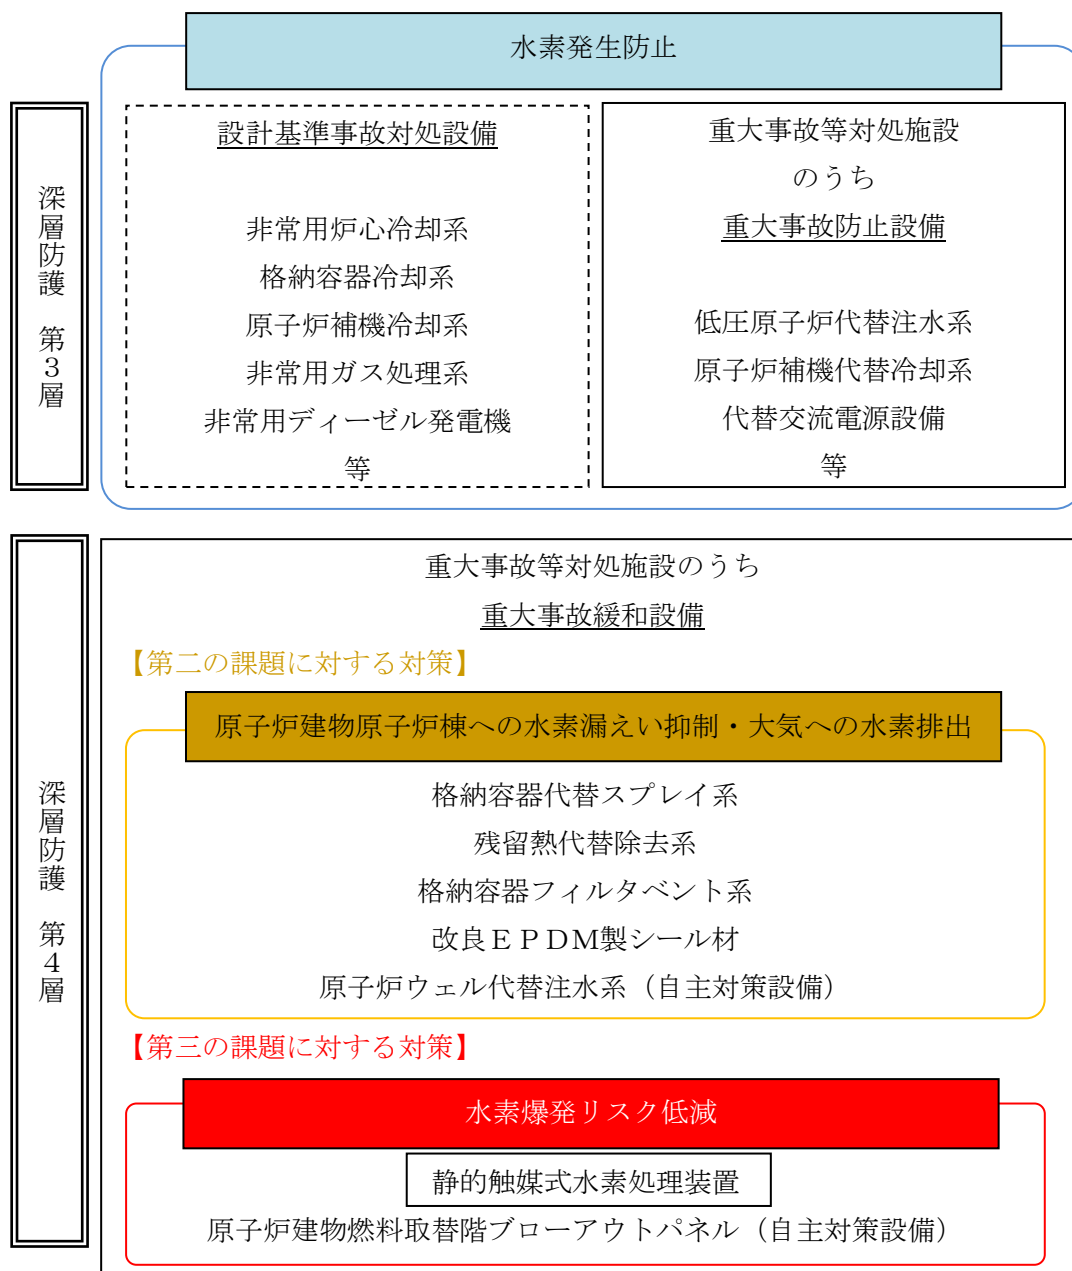 水素発生防止
深層防護　第３層
設計基準事故対処設備
非常用炉心冷却系
格納容器冷却系
原子炉補機冷却系
非常用ガス処理系
非常用ディーゼル発電機
等
重大事故等対処施設
のうち
重大事故防止設備
低圧原子炉代替注水系
原子炉補機代替冷却系
代替交流電源設備
等
深層防護　第４層
重大事故等対処施設のうち
重大事故緩和設備
【第二の課題に対する対策】
原子炉建物原子炉棟への水素漏えい抑制・大気への水素排出
格納容器代替スプレイ系
残留熱代替除去系
格納容器フィルタベント系
改良ＥＰＤＭ製シール材
原子炉ウェル代替注水系（自主対策設備）
【第三の課題に対する対策】
水素爆発リスク低減
静的触媒式水素処理装置
原子炉建物燃料取替階ブローアウトパネル（自主対策設備）